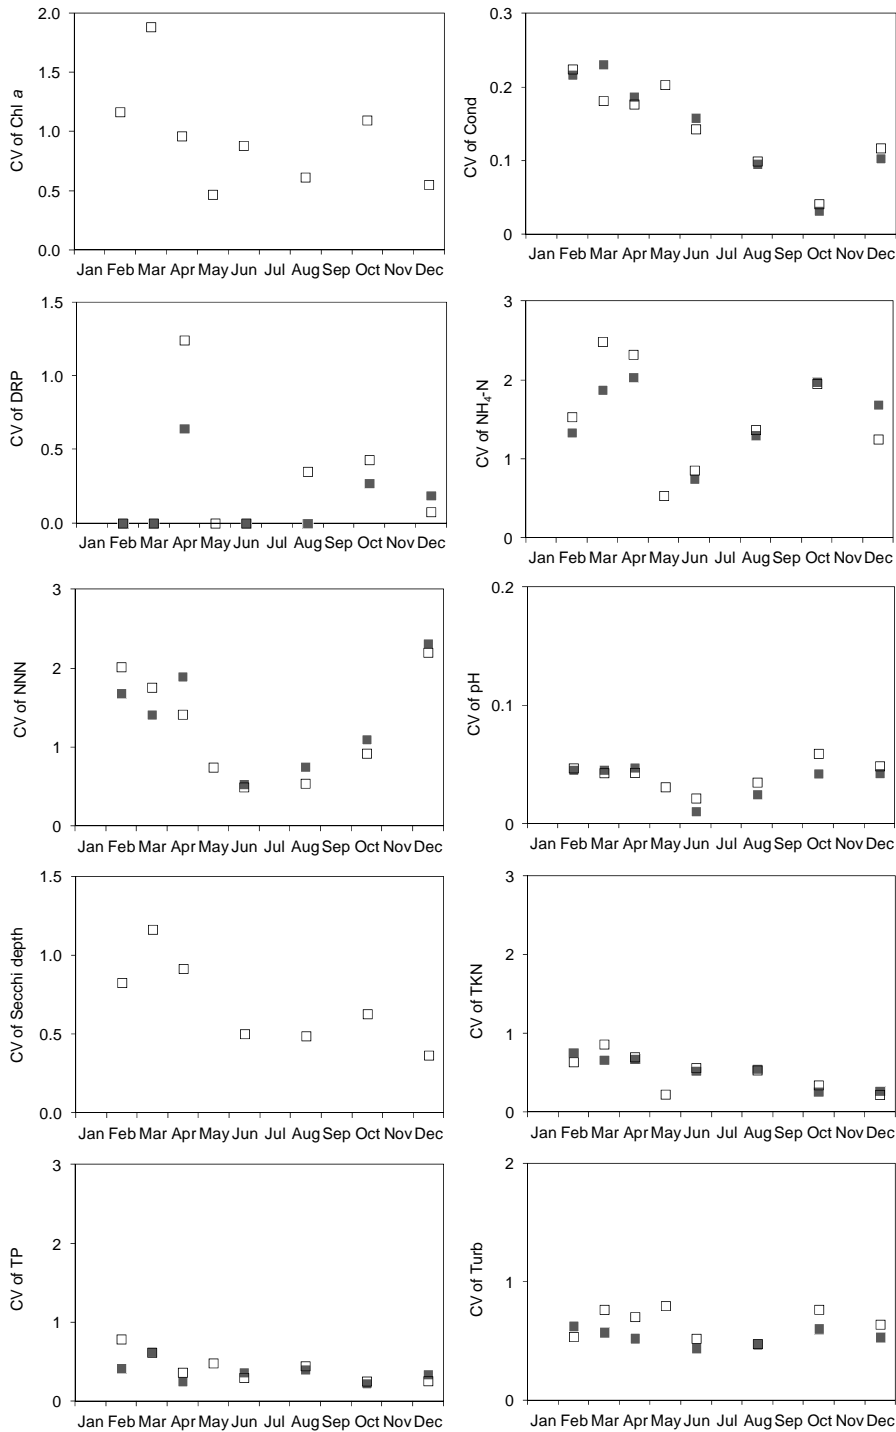 2.0
1.5
1.0
0.5
0.0
CV of Chl a
Jan Feb Mar Apr May Jun Jul Aug Sep Oct Nov Dec
0.3
0.2
0.1
0
CV of Cond
Jan Feb Mar Apr May Jun Jul Aug Sep Oct Nov Dec
1.5
1.0
0.5
0.0
CV of DRP
Jan Feb Mar Apr May Jun Jul Aug Sep Oct Nov Dec
3
2
1
0
CV of NH₄-N
Jan Feb Mar Apr May Jun Jul Aug Sep Oct Nov Dec
3
2
1
0
CV of NNN
Jan Feb Mar Apr May Jun Jul Aug Sep Oct Nov Dec
0.2
0.1
0
CV of pH
Jan Feb Mar Apr May Jun Jul Aug Sep Oct Nov Dec
1.5
1.0
0.5
0.0
CV of Secchi depth
Jan Feb Mar Apr May Jun Jul Aug Sep Oct Nov Dec
3
2
1
0
CV of TKN
Jan Feb Mar Apr May Jun Jul Aug Sep Oct Nov Dec
3
2
1
0
CV of TP
Jan Feb Mar Apr May Jun Jul Aug Sep Oct Nov Dec
2
1
0
CV of Turb
Jan Feb Mar Apr May Jun Jul Aug Sep Oct Nov Dec